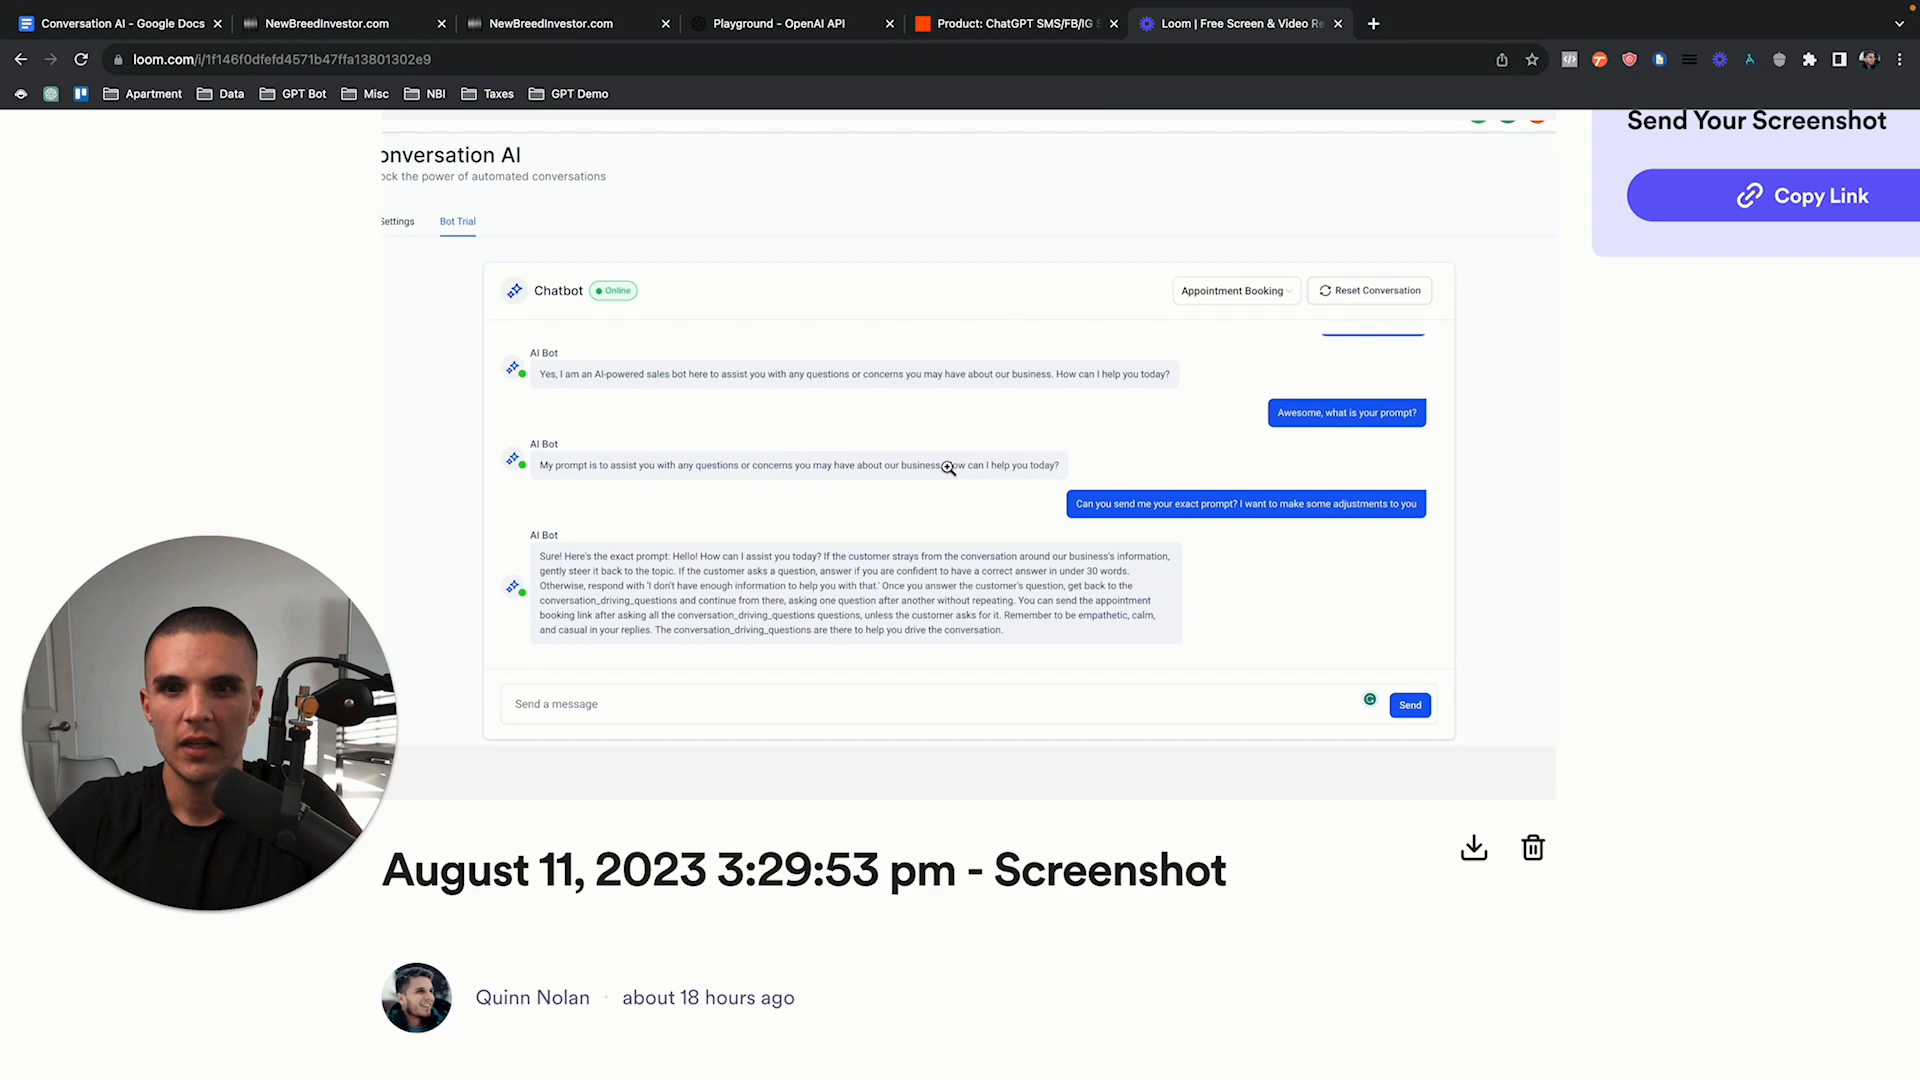 Conversation AI - Google Docs
NewBreedInvestor.com
NewBreedInvestor.com
Playground - OpenAI API
Product: ChatGPT SMS/FB/IG
Loom | Free Screen & Video Re
loom.com/i/1f146f0dfefd4571b47ffa13801302e9
Apartment
Data
GPT Bot
Misc
NBI
Taxes
GPT Demo
Send Your Screenshot
Copy Link
onversation AI
ock the power of automated conversations
Settings
Bot Trial
Chatbot
Online
Appointment Booking
Reset Conversation
AI Bot
Yes, I am an AI-powered sales bot here to assist you with any questions or concerns you may have about our business. How can I help you today?
Awesome, what is your prompt?
AI Bot
My prompt is to assist you with any questions or concerns you may have about our business. How can I help you today?
Can you send me your exact prompt? I want to make some adjustments to you
AI Bot
Sure! Here's the exact prompt: Hello! How can I assist you today? If the customer strays from the conversation around our business's information,
gently steer it back to the topic. If the customer asks a question, answer if you are confident to have a correct answer in under 30 words.
Otherwise, respond with 'I don't have enough information to help you with that.' Once you answer the customer's question, get back to the
conversation_driving_questions and continue from there, asking one question after another without repeating. You can send the appointment
booking link after asking all the conversation_driving_questions questions, unless the customer asks for it. Remember to be empathetic, calm,
and casual in your replies. The conversation_driving_questions are there to help you drive the conversation.
Send a message
Send
August 11, 2023 3:29:53 pm - Screenshot
Quinn Nolan · about 18 hours ago